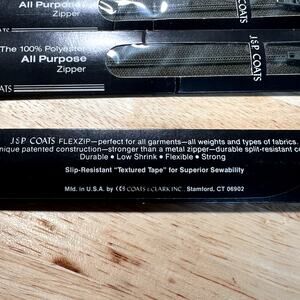 All Purpose
Zipper
The 100% Polyester
All Purpose
Zipper
J&P COATS
COATS
J&P COATS FLEXZIP—perfect for all garments—all weights and types of fabrics.
nique patented construction—stronger than a metal zipper—durable split-resistant co
Durable • Low Shrink • Flexible • Strong
Slip-Resistant "Textured Tape" for Superior Sewability
Mfd. in U.S.A. by C&C COATS & CLARK INC., Stamford, CT 06902